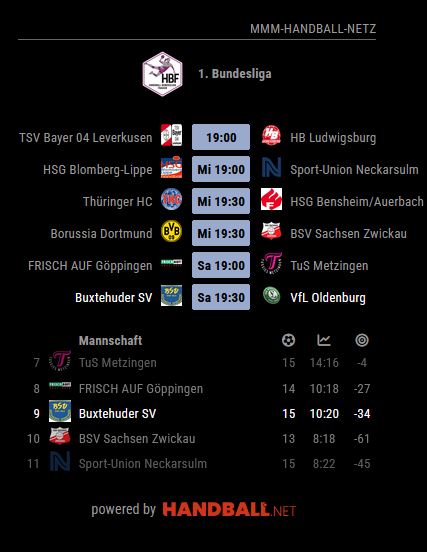 MMM-HANDBALL-NETZ
HBF 1. Bundesliga
TSV Bayer 04 Leverkusen 19:00 HB Ludwigsburg
HSG Blomberg-Lippe Mi 19:00 Sport-Union Neckarsulm
Thüringer HC Mi 19:30 HSG Bensheim/Auerbach
Borussia Dortmund Mi 19:30 BSV Sachsen Zwickau
FRISCH AUF Göppingen Sa 19:00 TuS Metzingen
Buxtehuder SV Sa 19:30 VfL Oldenburg
Mannschaft
7 TuS Metzingen 15 14:16 -4
8 FRISCH AUF Göppingen 14 10:18 -27
9 Buxtehuder SV 15 10:20 -34
10 BSV Sachsen Zwickau 13 8:18 -61
11 Sport-Union Neckarsulm 15 8:22 -45
powered by HANDBALL.NET